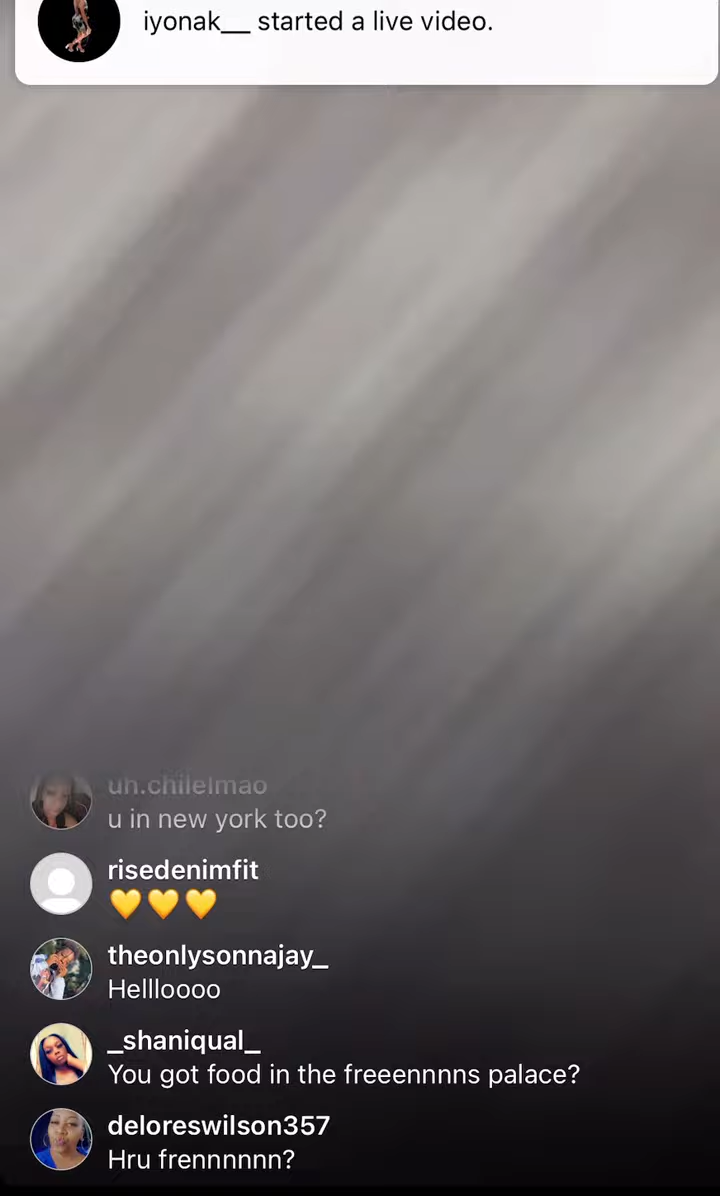 iyonak__ started a live video.
uh.chilelmao
u in new york too?
risedenimfit
💛💛💛
theonlysonnajay_
Hellloooo
_shaniqual_
You got food in the freeennnns palace?
deloreswilson357
Hru frennnnnn?